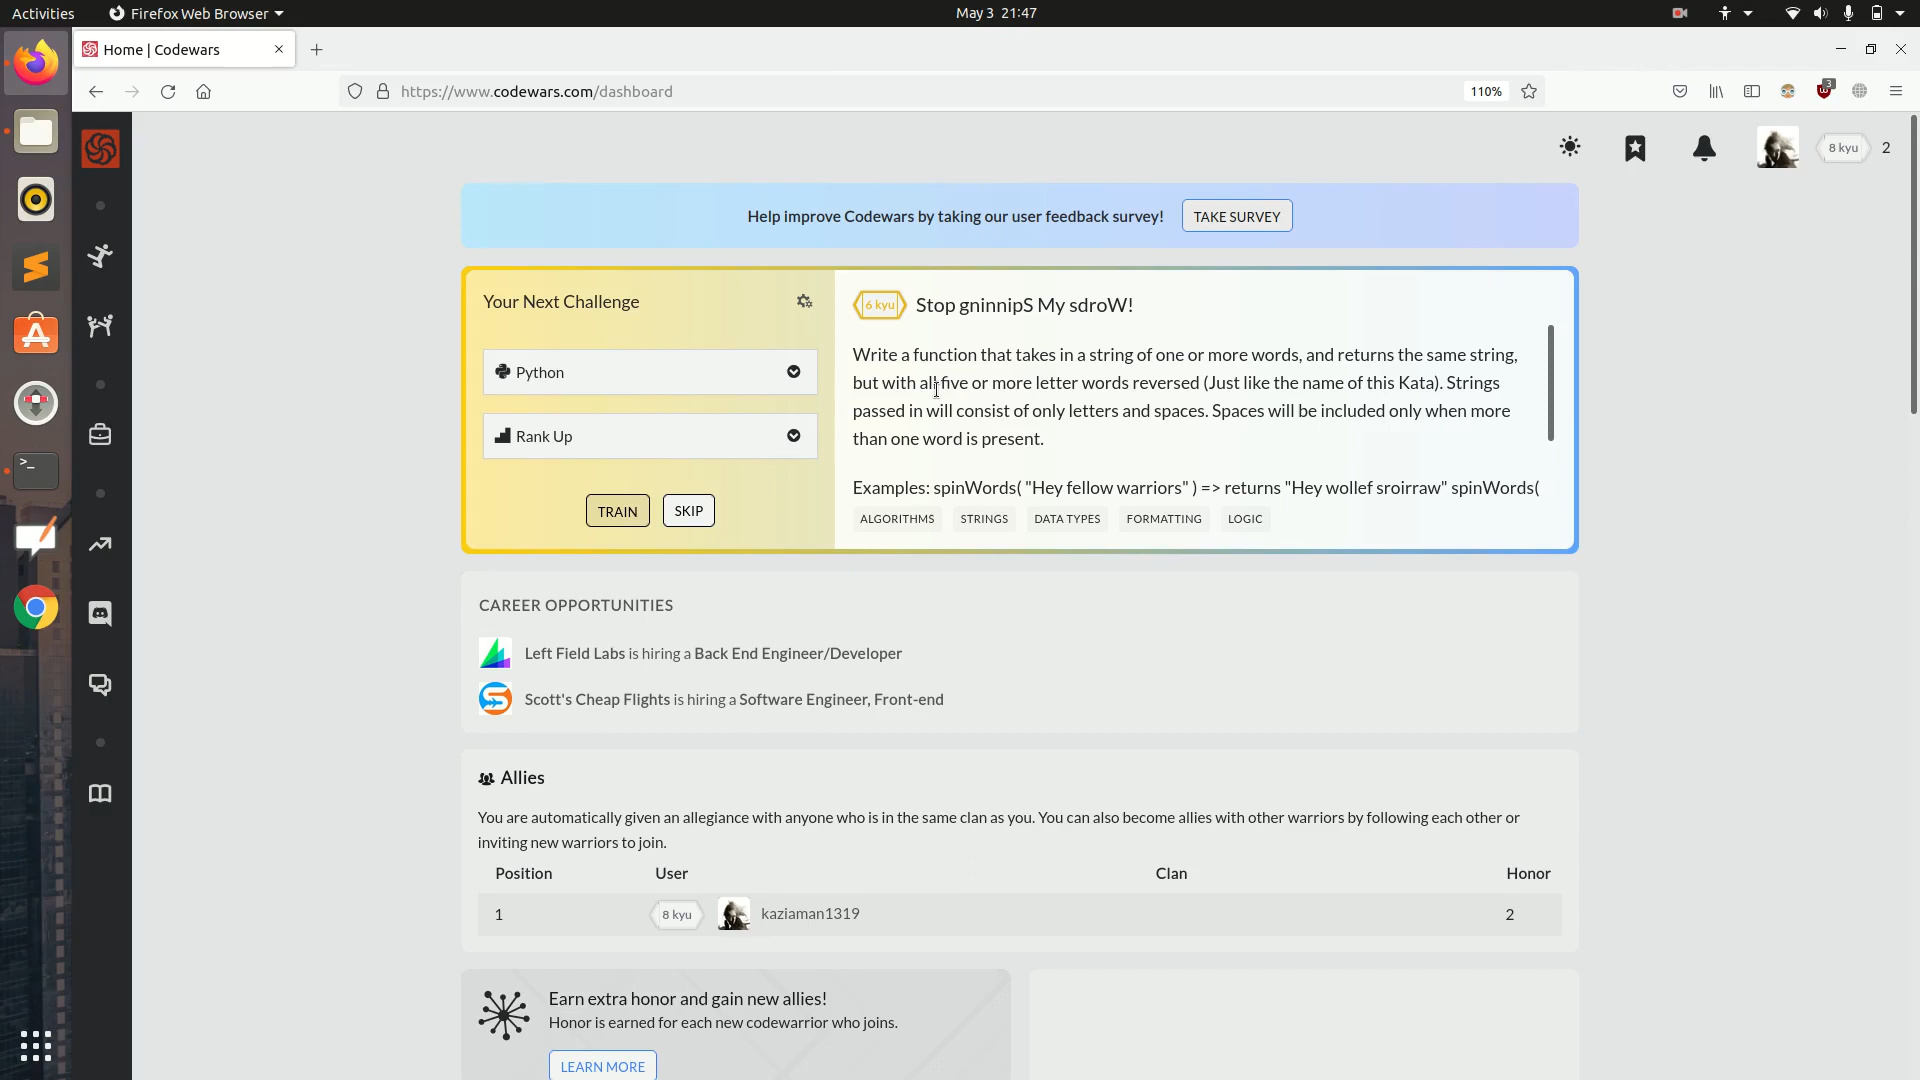 Activities
Firefox Web Browser
May 3 21:47
Home | Codewars
https://www.codewars.com/dashboard
110%
3
8 kyu
2
Help improve Codewars by taking our user feedback survey!
TAKE SURVEY
Your Next Challenge
Python
Rank Up
TRAIN
SKIP
6 kyu
Stop gninnipS My sdroW!
Write a function that takes in a string of one or more words, and returns the same string,
but with all five or more letter words reversed (Just like the name of this Kata). Strings
passed in will consist of only letters and spaces. Spaces will be included only when more
than one word is present.
Examples: spinWords( "Hey fellow warriors" ) => returns "Hey wollef sroirraw" spinWords(
ALGORITHMS
STRINGS
DATA TYPES
FORMATTING
LOGIC
CAREER OPPORTUNITIES
Left Field Labs is hiring a Back End Engineer/Developer
Scott's Cheap Flights is hiring a Software Engineer, Front-end
Allies
You are automatically given an allegiance with anyone who is in the same clan as you. You can also become allies with other warriors by following each other or
inviting new warriors to join.
Position
User
Clan
Honor
1
8 kyu
kaziaman1319
2
Earn extra honor and gain new allies!
Honor is earned for each new codewarrior who joins.
LEARN MORE